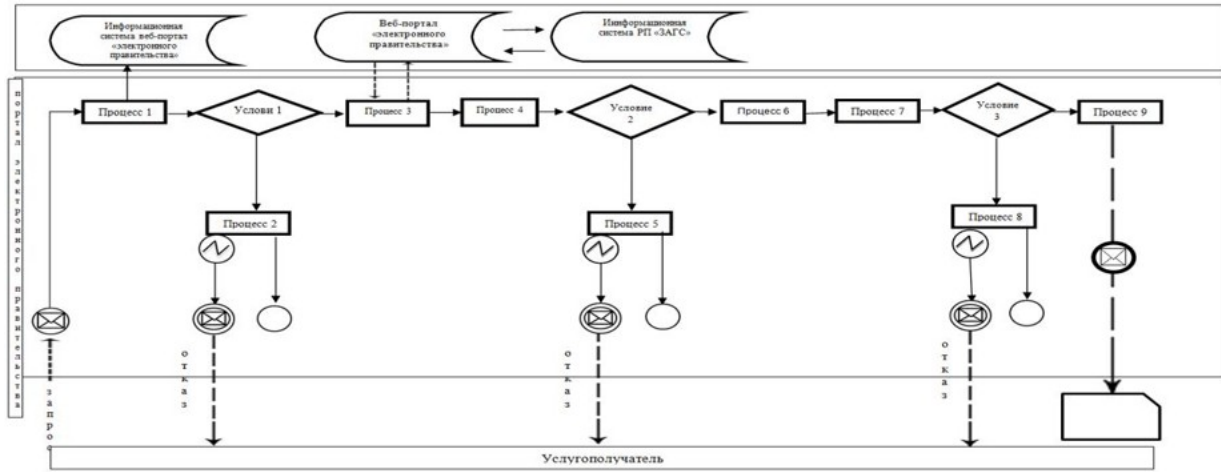 Информационная
система веб-портал
«электронного
правительства»
Веб-портал
«электронного
правительства»
Иинформационная
система РП «ЗАГС»
портал электронного правительства
Процесс 1
Услови 1
Процесс 3
Процесс 4
Условие
2
Процесс 6
Процесс 7
Условие
3
Процесс 9
Процесс 2
Процесс 5
Процесс 8
отказ
отказ
отказ
запрос
Услугополучатель